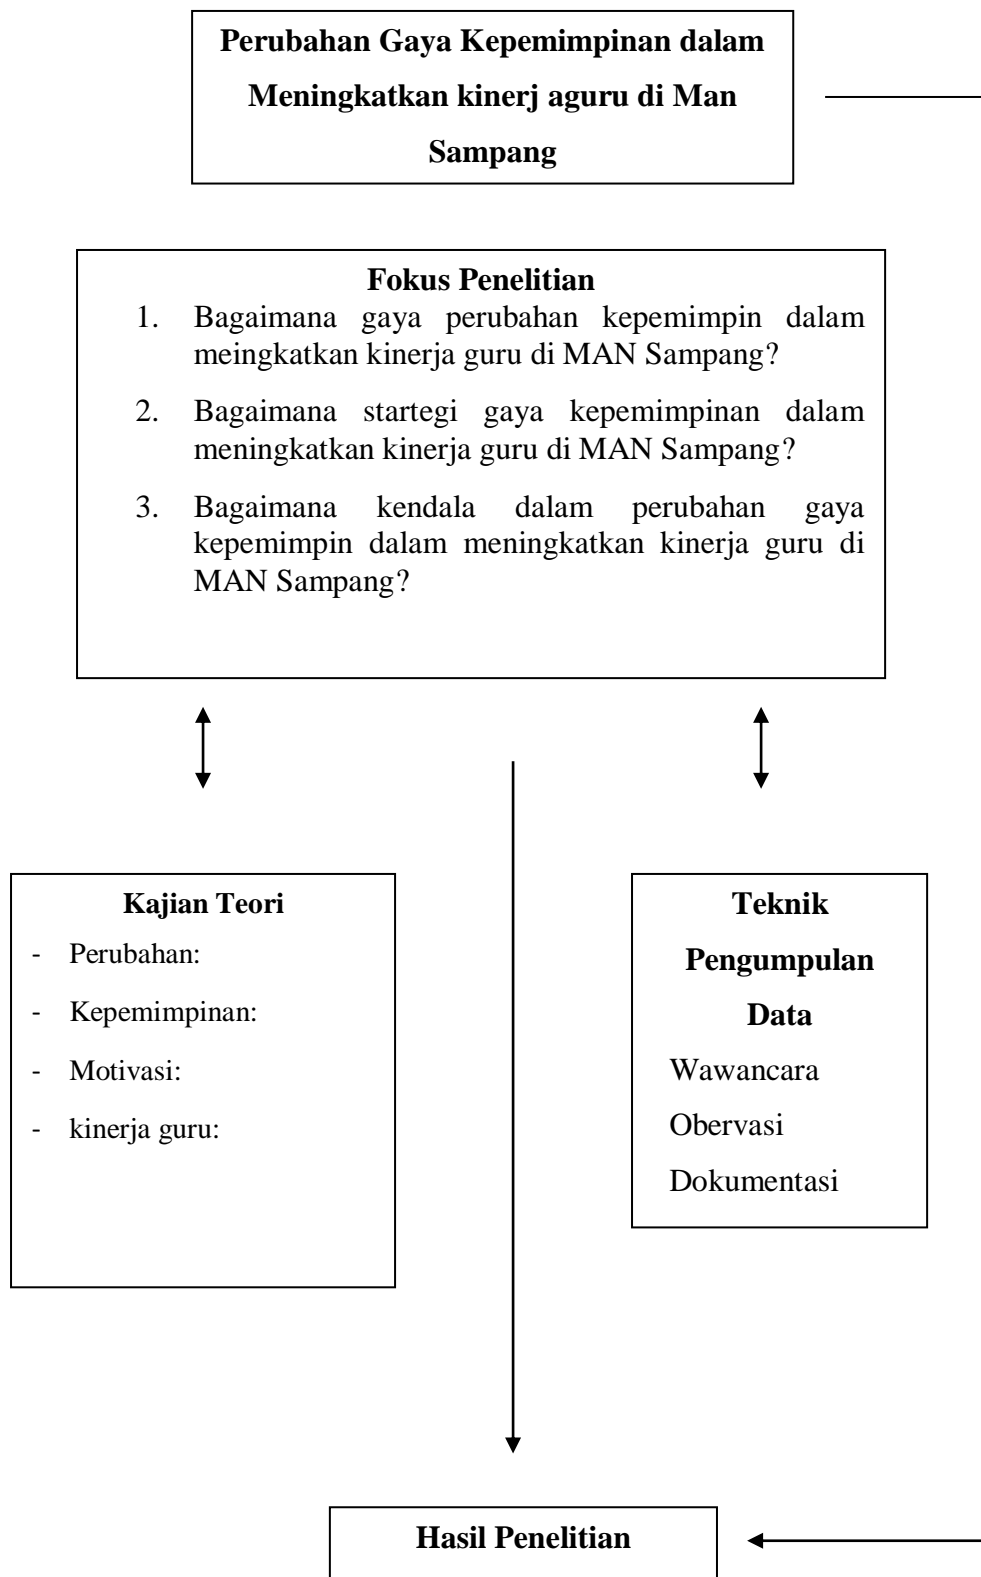 Perubahan Gaya Kepemimpinan dalam
Meningkatkan kinerj aguru di Man
Sampang
Fokus Penelitian
1. Bagaimana gaya perubahan kepemimpin dalam
meingkatkan kinerja guru di MAN Sampang?
2. Bagaimana startegi gaya kepemimpinan dalam
meningkatkan kinerja guru di MAN Sampang?
3. Bagaimana kendala dalam perubahan gaya
kepemimpin dalam meningkatkan kinerja guru di
MAN Sampang?
Kajian Teori
- Perubahan:
- Kepemimpinan:
- Motivasi:
- kinerja guru:
Teknik
Pengumpulan
Data
Wawancara
Obervasi
Dokumentasi
Hasil Penelitian